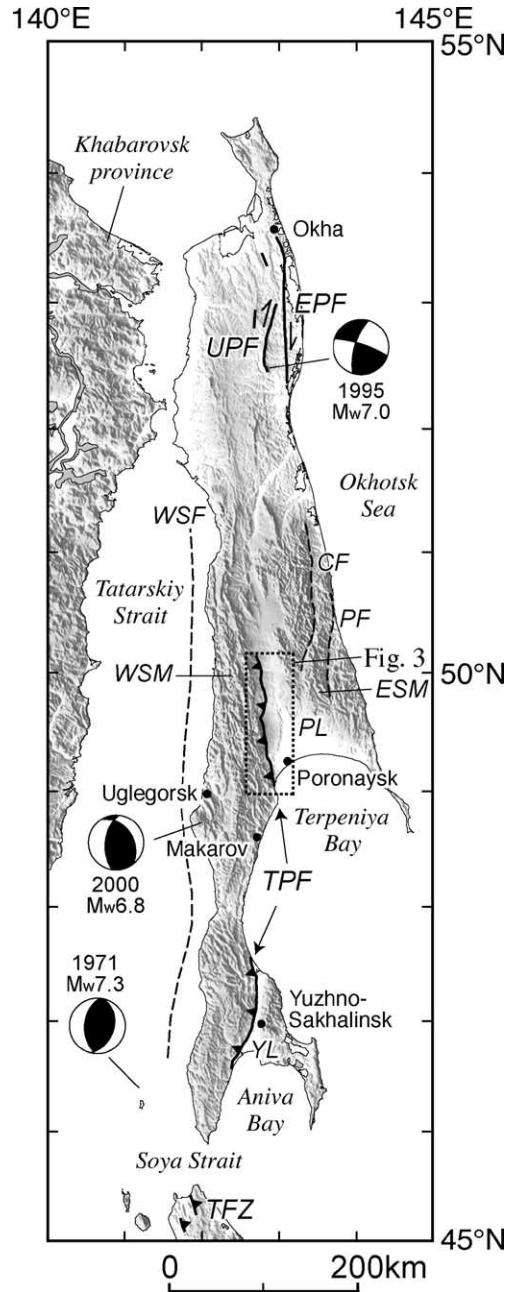 140°E
145°E
55°N
Khabarovsk
province
Okha
EPF
UPF
1995
Mw7.0
Okhotsk
Sea
WSF
CF
Tatarskiy
Strait
PF
Fig. 3
50°N
WSM
ESM
PL
Poronaysk
Uglegorsk
Terpeniya
Bay
Makarov
2000
Mw6.8
TPF
1971
Mw7.3
Yuzhno-
Sakhalinsk
YL
Aniva
Bay
Soya Strait
TFZ
45°N
0
200km